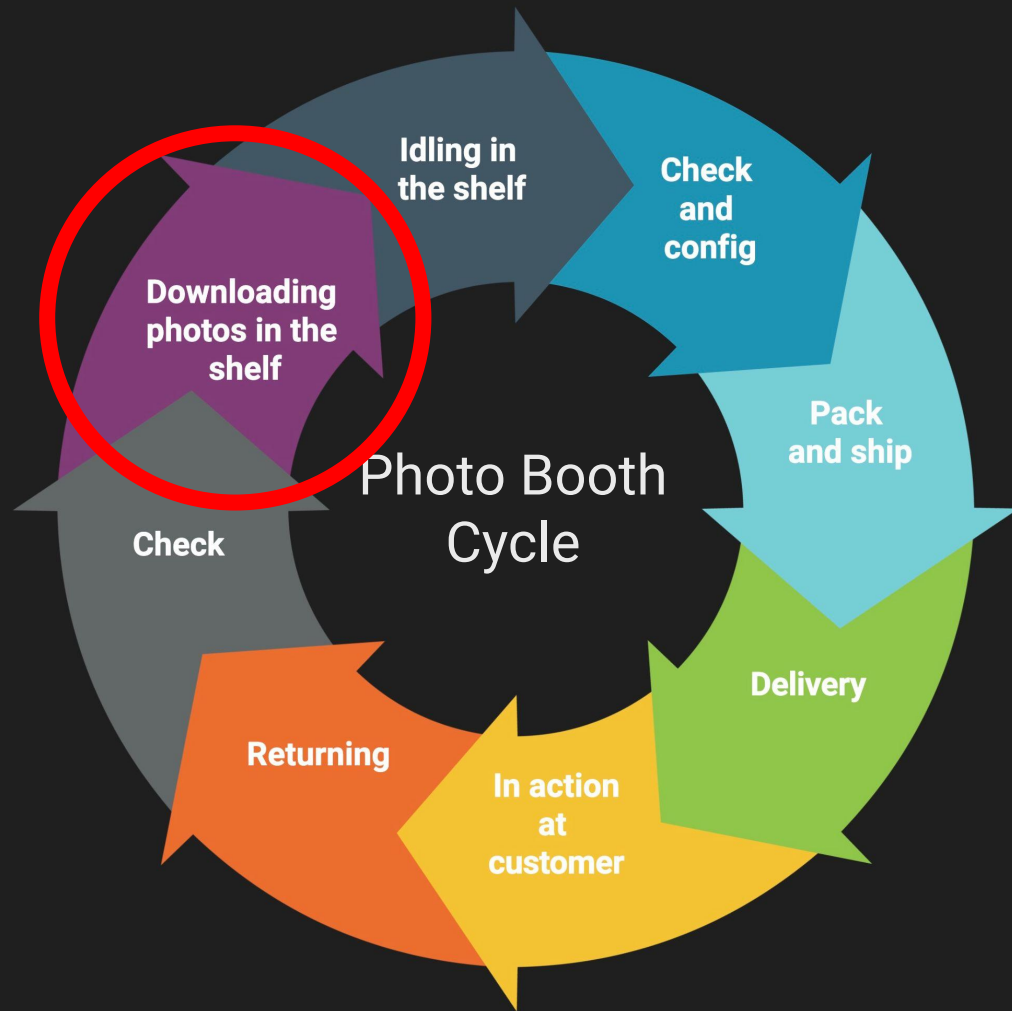 Idling in
the shelf
Check
and
config
Pack
and ship
Delivery
In action
at
customer
Returning
Check
Downloading
photos in the
shelf
Photo Booth
Cycle